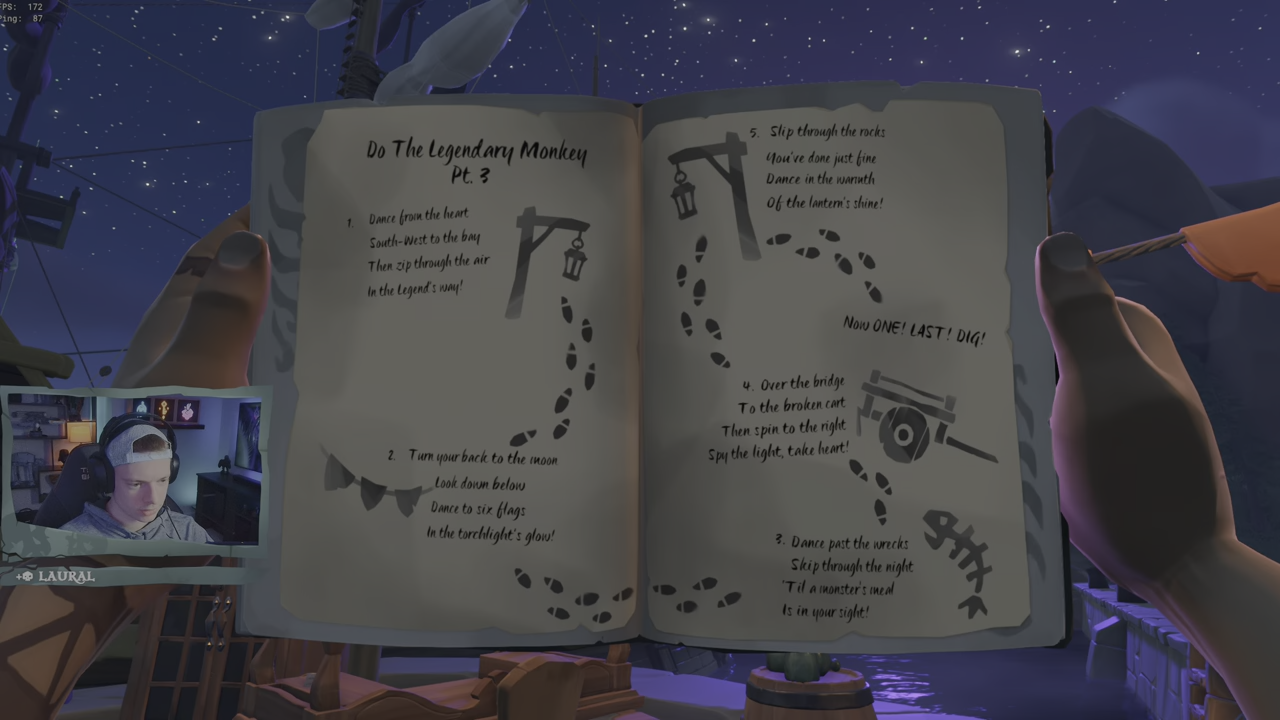 FPS: 172
Ping: 87
Do The Legendary Monkey
Pt. 3
1. Dance from the heart
South-West to the bay
Then zip through the air
In the Legend's way!
2. Turn your back to the moon
Look down below
Dance to six flags
In the torchlight's glow!
5. Slip through the rocks
You've done just fine
Dance in the warmth
Of the lantern's shine!
Now ONE! LAST! DIG!
4. Over the bridge
To the broken cart
Then spin to the right
Spy the light, take heart!
3. Dance past the wrecks
Skip through the night
'Til a monster's meal
Is in your sight!
LAURAL